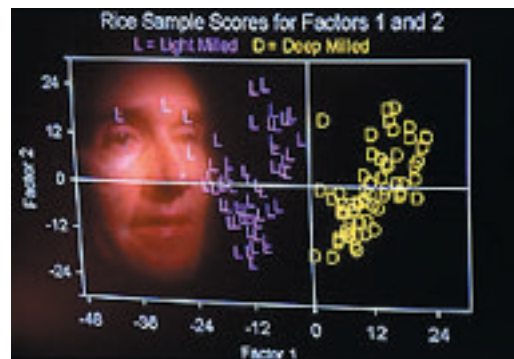 Rice Sample Scores for Factors 1 and 2
L = Light Milled D = Deep Milled
Factor 2
24
12
0
-12
-24
-48 -36 -24 -12 0 12 24
Factor 1